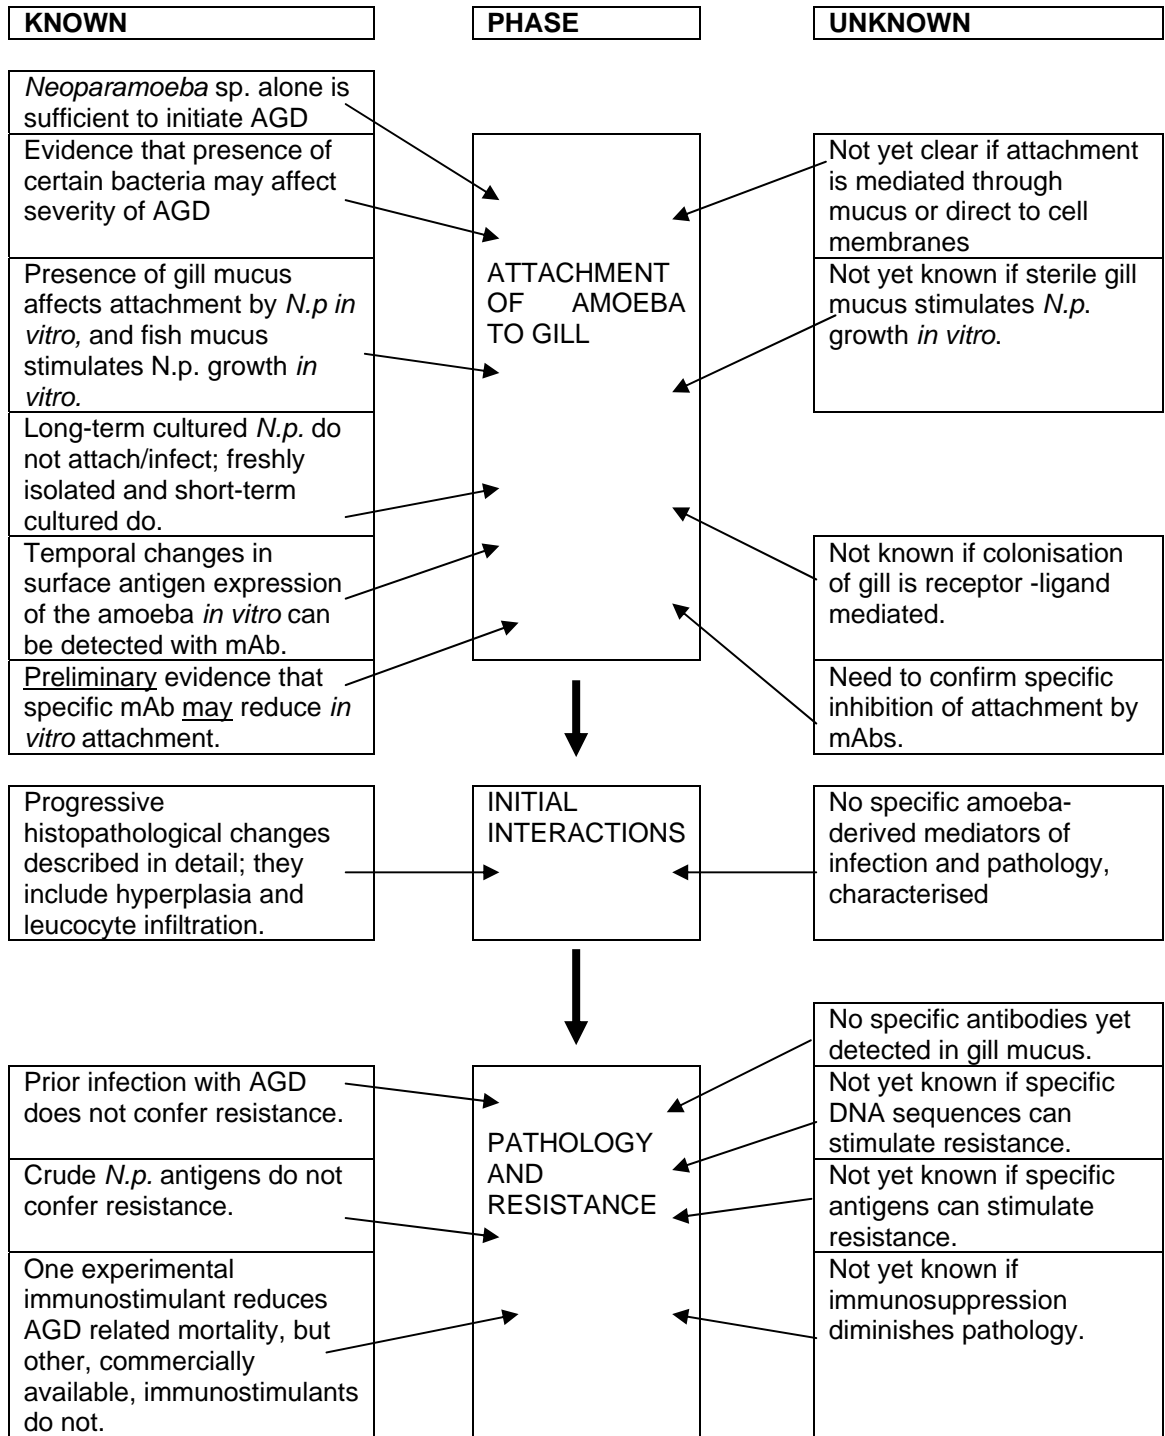 KNOWN
PHASE
UNKNOWN
Neoparamoeba sp. alone is
sufficient to initiate AGD
Evidence that presence of
certain bacteria may affect
severity of AGD
Presence of gill mucus
affects attachment by N.p in
vitro, and fish mucus
stimulates N.p. growth in
vitro.
Long-term cultured N.p. do
not attach/infect; freshly
isolated and short-term
cultured do.
Temporal changes in
surface antigen expression
of the amoeba in vitro can
be detected with mAb.
Preliminary evidence that
specific mAb may reduce in
vitro attachment.
ATTACHMENT
OF AMOEBA
TO GILL
Not yet clear if attachment
is mediated through
mucus or direct to cell
membranes
Not yet known if sterile gill
mucus stimulates N.p.
growth in vitro.
Not known if colonisation
of gill is receptor -ligand
mediated.
Need to confirm specific
inhibition of attachment by
mAbs.
Progressive
histopathological changes
described in detail; they
include hyperplasia and
leucocyte infiltration.
INITIAL
INTERACTIONS
No specific amoeba-
derived mediators of
infection and pathology,
characterised
Prior infection with AGD
does not confer resistance.
Crude N.p. antigens do not
confer resistance.
One experimental
immunostimulant reduces
AGD related mortality, but
other, commercially
available, immunostimulants
do not.
PATHOLOGY
AND
RESISTANCE
No specific antibodies yet
detected in gill mucus.
Not yet known if specific
DNA sequences can
stimulate resistance.
Not yet known if specific
antigens can stimulate
resistance.
Not yet known if
immunosuppression
diminishes pathology.